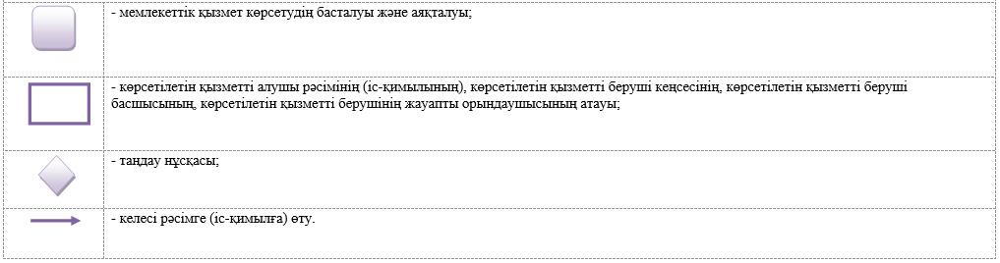 - мемлекеттік қызмет көрсетудің басталуы және аяқталуы;
- көрсетілетін қызметті алушы рәсімінің (іс-қимылының), көрсетілетін қызметті беруші кеңсесінің, көрсетілетін қызметті беруші
басшысының, көрсетілетін қызметті берушінің жауапты орындаушысының атауы;
- таңдау нұсқасы;
- келесі рәсімге (іс-қимылға) өту.